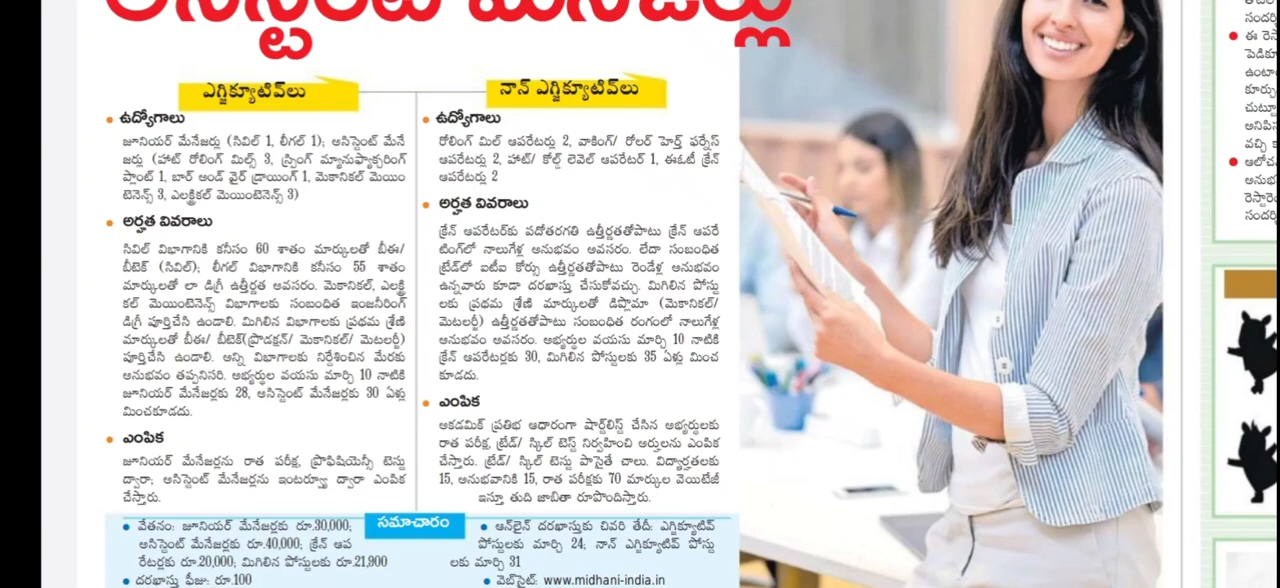 అసిస్టెంట్ మేనేజర్లు
ఎగ్జిక్యూటివ్‌లు
• ఉద్యోగాలు
జూనియర్ మేనేజర్లు (సివిల్ 1, లీగల్ 1); అసిస్టెంట్ మేనే
జర్లు (హాట్ రోలింగ్ మిల్స్ 3, స్ప్రింగ్ మ్యానుఫ్యాక్చరింగ్
ప్లాంట్ 1, బార్ అండ్ వైర్ డ్రాయింగ్ 1, మెకానికల్ మెయిం
టెనెన్స్ 3, ఎలక్ట్రికల్ మెయింటెనెన్స్ 3)
• అర్హత వివరాలు
సివిల్ విభాగానికి కనీసం 60 శాతం మార్కులతో బీఈ/
బీటెక్ (సివిల్); లీగల్ విభాగానికి కనీసం 55 శాతం
మార్కులతో లా డిగ్రీ ఉత్తీర్ణత అవసరం. మెకానికల్, ఎలక్ట్రి
కల్ మెయింటెనెన్స్ విభాగాలకు సంబంధిత ఇంజనీరింగ్
డిగ్రీ పూర్తిచేసి ఉండాలి. మిగిలిన విభాగాలకు ప్రథమ శ్రేణి
మార్కులతో బీఈ/ బీటెక్(ప్రొడక్షన్/ మెకానికల్/ మెటలర్జీ)
పూర్తిచేసి ఉండాలి. అన్ని విభాగాలకు నిర్దేశించిన మేరకు
అనుభవం తప్పనిసరి. అభ్యర్థుల వయసు మార్చి 10 నాటికి
జూనియర్ మేనేజర్లకు 28, అసిస్టెంట్ మేనేజర్లకు 30 ఏళ్లు
మించకూడదు.
• ఎంపిక
జూనియర్ మేనేజర్లను రాత పరీక్ష, ప్రొఫిషియెన్సీ టెస్టు
ద్వారా; అసిస్టెంట్ మేనేజర్లను ఇంటర్వ్యూ ద్వారా ఎంపిక
చేస్తారు.
నాన్ ఎగ్జిక్యూటివ్‌లు
• ఉద్యోగాలు
రోలింగ్ మిల్ ఆపరేటర్లు 2, వాకింగ్/ రోలర్ హెర్త్ ఫర్నేస్
ఆపరేటర్లు 2, హాట్/ కోల్డ్ లెవెల్ ఆపరేటర్ 1, ఈఓటీ క్రేన్
ఆపరేటర్లు 2
• అర్హత వివరాలు
క్రేన్ ఆపరేటర్‌కు పదోతరగతి ఉత్తీర్ణతతోపాటు క్రేన్ ఆపరే
టింగ్‌లో నాలుగేళ్ల అనుభవం అవసరం. లేదా సంబంధిత
ట్రేడ్‌లో ఐటీఐ కోర్సు ఉత్తీర్ణతతోపాటు రెండేళ్ల అనుభవం
ఉన్నవారు కూడా దరఖాస్తు చేసుకోవచ్చు. మిగిలిన పోస్టు
లకు ప్రథమ శ్రేణి మార్కులతో డిప్లొమా (మెకానికల్/
మెటలర్జీ) ఉత్తీర్ణతతోపాటు సంబంధిత రంగంలో నాలుగేళ్ల
అనుభవం అవసరం. అభ్యర్థుల వయసు మార్చి 10 నాటికి
క్రేన్ ఆపరేటర్లకు 30, మిగిలిన పోస్టులకు 35 ఏళ్లు మించ
కూడదు.
• ఎంపిక
అకడమిక్ ప్రతిభ ఆధారంగా షార్ట్‌లిస్ట్ చేసిన అభ్యర్థులకు
రాత పరీక్ష, ట్రేడ్/ స్కిల్ టెస్ట్ నిర్వహించి అర్హులను ఎంపిక
చేస్తారు. ట్రేడ్/ స్కిల్ టెస్టు పాసైతే చాలు. విద్యార్హతలకు
15, అనుభవానికి 15, రాత పరీక్షకు 70 మార్కుల వెయిటేజీ
ఇస్తూ తుది జాబితా రూపొందిస్తారు.
సమాచారం
• వేతనం: జూనియర్ మేనేజర్లకు రూ.30,000;
అసిస్టెంట్ మేనేజర్లకు రూ.40,000; క్రేన్ ఆప
రేటర్లకు రూ.20,000; మిగిలిన పోస్టులకు రూ.21,900
• దరఖాస్తు ఫీజు: రూ.100
• ఆన్‌లైన్ దరఖాస్తుకు చివరి తేదీ: ఎగ్జిక్యూటివ్
పోస్టులకు మార్చి 24; నాన్ ఎగ్జిక్యూటివ్ పోస్టు
లకు మార్చి 31
• వెబ్‌సైట్: www.midhani-india.in
సందర్శి
• ఈ రెస్
పెడికూ
ఉంటా
కూర్చు
చుట్టూ
అనిపిస
వచ్చి క
• ఆలోచ
అనుభ
రెస్టారె
సందర్శి